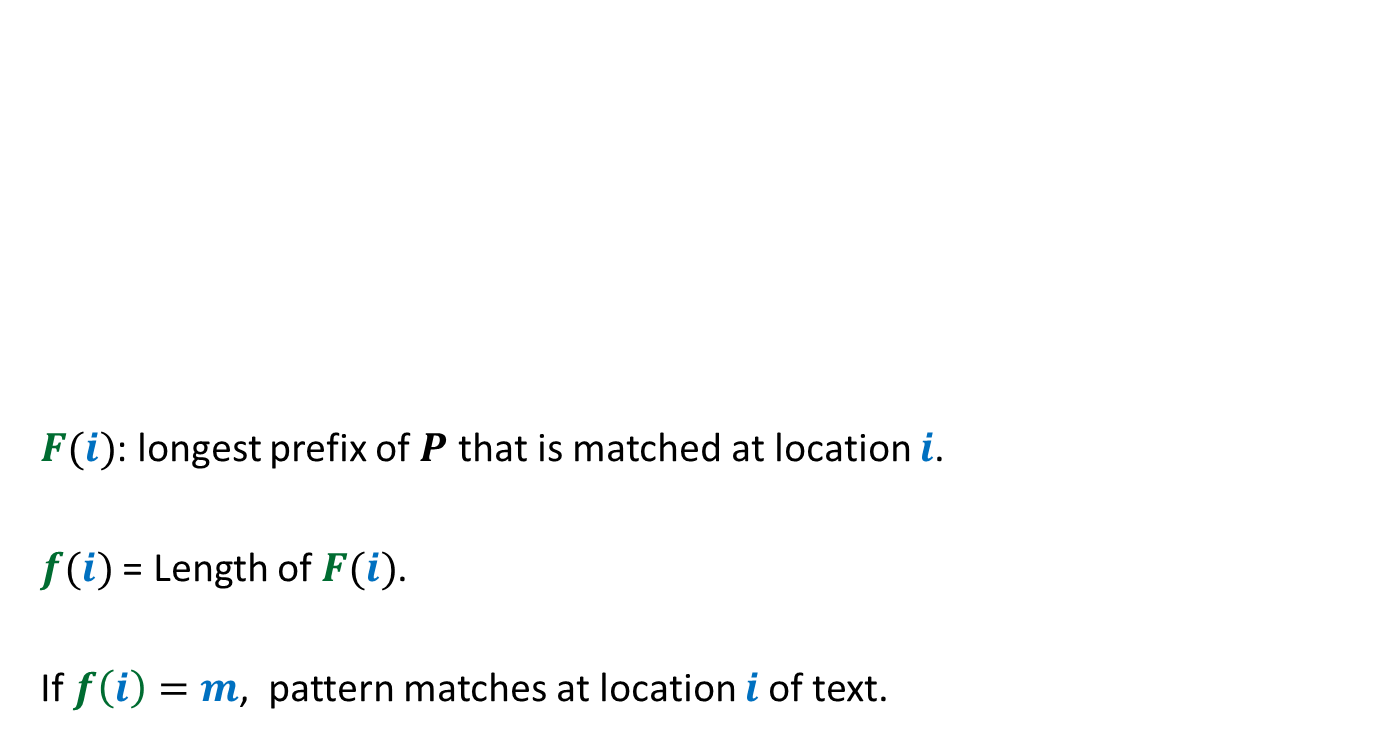 F(i): longest prefix of P that is matched at location i.
f(i) = Length of F(i).
If f(i) = m, pattern matches at location i of text.